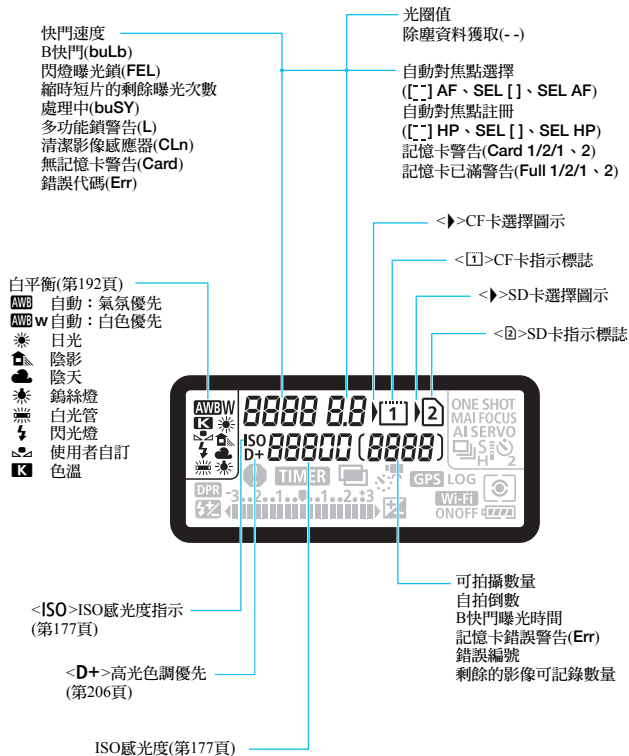 快門速度
B快門(buLb)
閃燈曝光鎖(FEL)
縮時短片的剩餘曝光次數
處理中(buSY)
多功能鎖警告(L)
清潔影像感應器(CLn)
無記憶卡警告(Card)
錯誤代碼(Err)
光圈值
除塵資料獲取(- -)
自動對焦點選擇
([ ] AF、SEL [ ]、SEL AF)
自動對焦點註冊
([ ] HP、SEL [ ]、SEL HP)
記憶卡警告(Card 1/2/1、2)
記憶卡已滿警告(Full 1/2/1、2)
<>CF卡選擇圖示
<1>CF卡指示標誌
<>SD卡選擇圖示
<2>SD卡指示標誌
白平衡(第192頁)
AWB 自動：氣氛優先
AWB W 自動：白色優先
日光
陰影
陰天
鎢絲燈
白光管
閃光燈
使用者自訂
K 色溫
AWB W 8888 8.8 1 2 ONE SHOT
K MAI FOCUS
ISO AI SERVO
D+ 88800 (8888) S H 2
TIMER GPS LOG
DPR -3..2..1..0..1..2.+3 Wi-Fi
ONOFF
<ISO>ISO感光度指示
(第177頁)
<D+>高光色調優先
(第206頁)
ISO感光度(第177頁)
可拍攝數量
自拍倒數
B快門曝光時間
記憶卡錯誤警告(Err)
錯誤編號
剩餘的影像可記錄數量